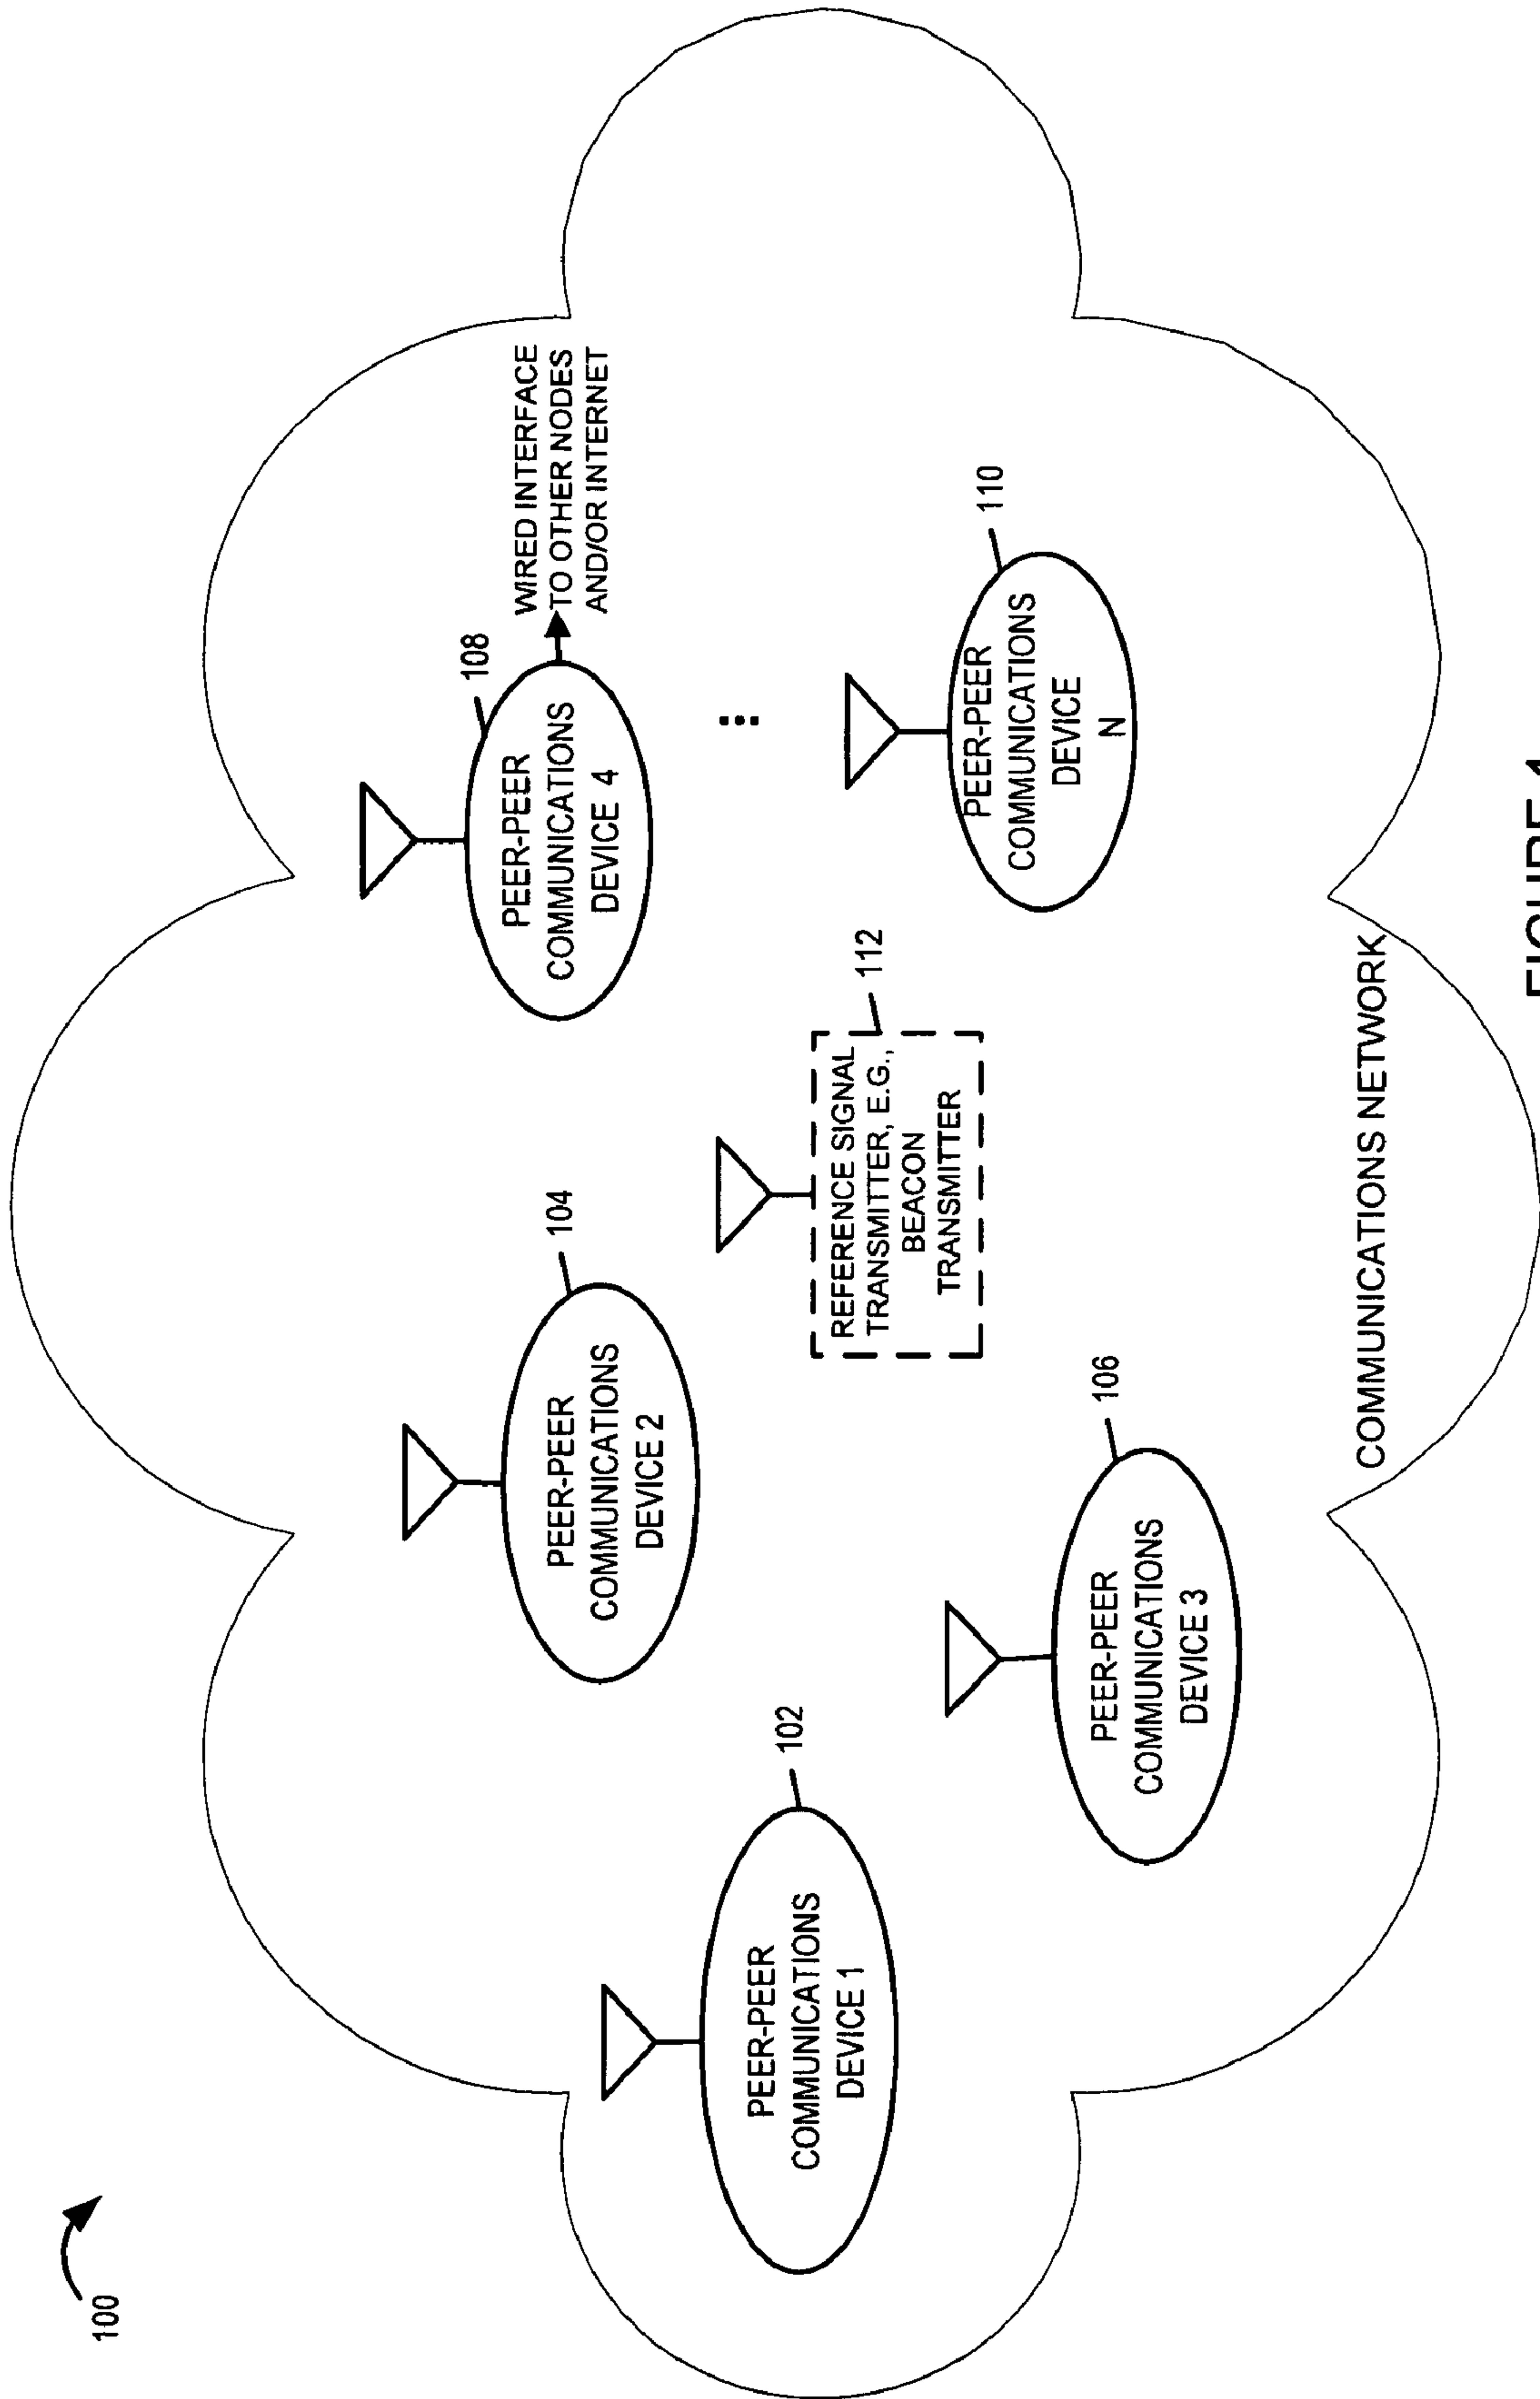 100
PEER-PEER
COMMUNICATIONS
DEVICE 1
102
PEER-PEER
COMMUNICATIONS
DEVICE 2
104
PEER-PEER
COMMUNICATIONS
DEVICE 3
106
REFERENCE SIGNAL
TRANSMITTER, E.G.,
BEACON
TRANSMITTER
112
PEER-PEER
COMMUNICATIONS
DEVICE 4
108
WIRED INTERFACE
TO OTHER NODES
AND/OR INTERNET
PEER-PEER
COMMUNICATIONS
DEVICE
N
110
COMMUNICATIONS NETWORK
FIGURE 1